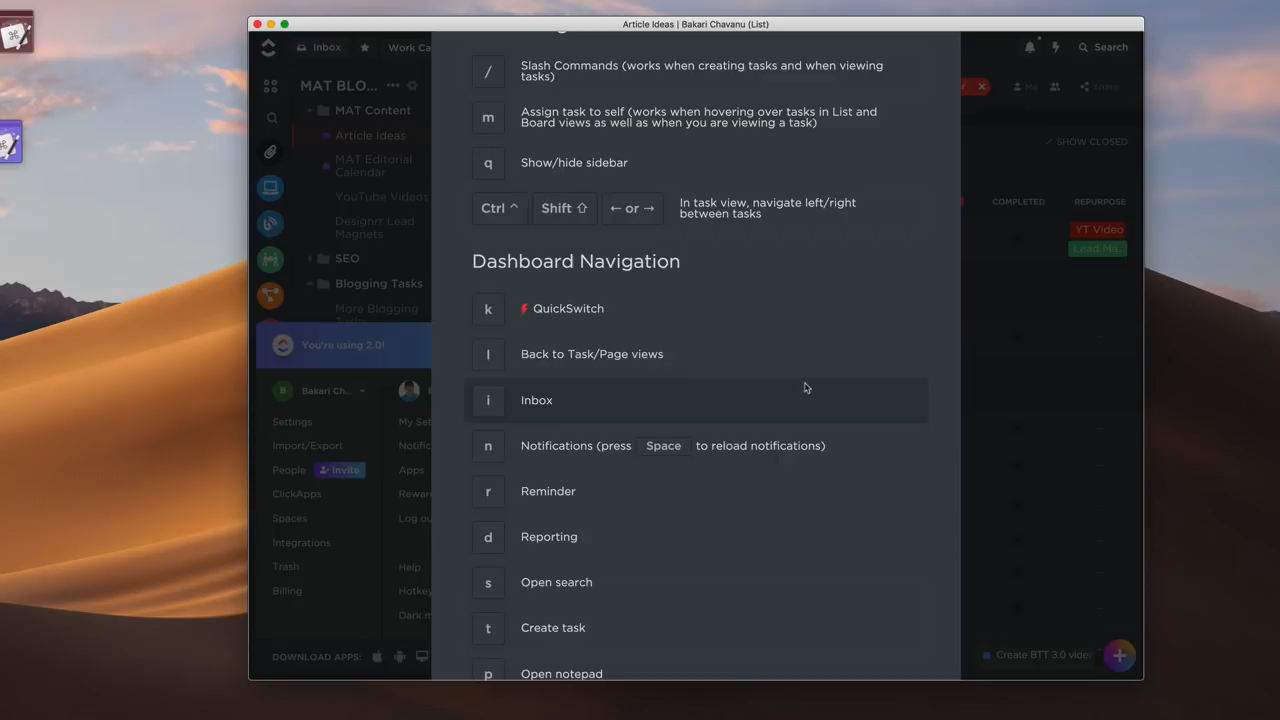 Article Ideas | Bakari Chavanu (List)
Inbox
Work Ca
Search
MAT BLO...
MAT Content
Article Ideas
MAT Editorial
Calendar
YouTube Videos
Designrr Lead
Magnets
SEO
Blogging Tasks
More Blogging
You're using 2.0!
B
Bakari Ch...
Settings
Import/Export
People
Invite
ClickApps
Spaces
Integrations
Trash
Billing
My Set
Notific
Apps
Rewar
Log ou
Help
Hotkey
Dark m
DOWNLOAD APPS:
/
Slash Commands (works when creating tasks and when viewing
tasks)
m
Assign task to self (works when hovering over tasks in List and
Board views as well as when you are viewing a task)
q
Show/hide sidebar
Ctrl ^ Shift ⇧ ← or →
In task view, navigate left/right
between tasks
Dashboard Navigation
k
QuickSwitch
l
Back to Task/Page views
i
Inbox
n
Notifications (press Space to reload notifications)
r
Reminder
d
Reporting
s
Open search
t
Create task
p
Open notepad
Me
Share
SHOW CLOSED
COMPLETED
REPURPOSE
YT Video
Lead Ma...
Create BTT 3.0 vide